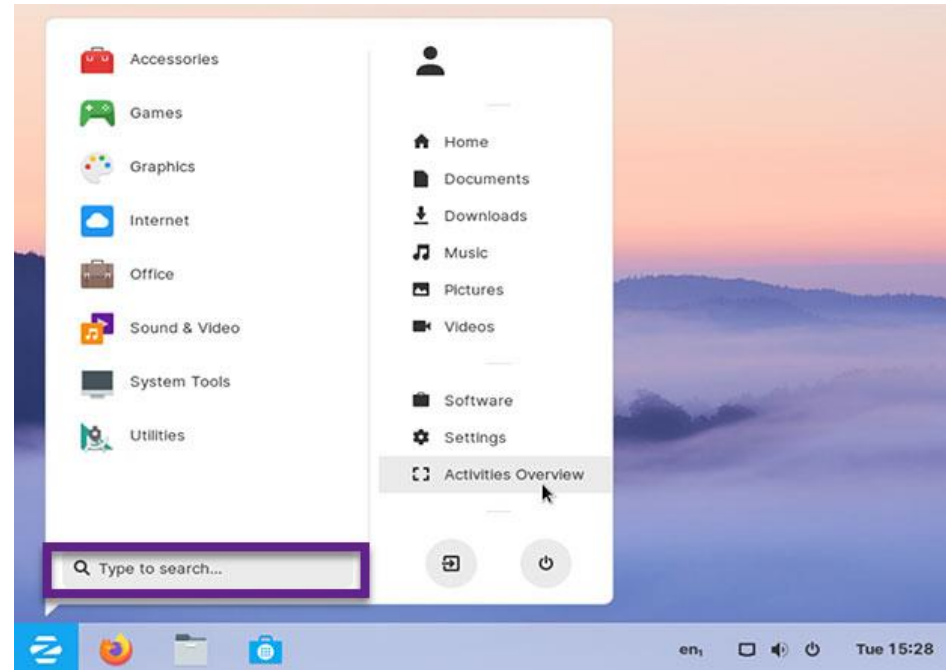 Accessories
Games
Graphics
Internet
Office
Sound & Video
System Tools
Utilities
Type to search...
Home
Documents
Downloads
Music
Pictures
Videos
Software
Settings
Activities Overview
en₁ Tue 15:28